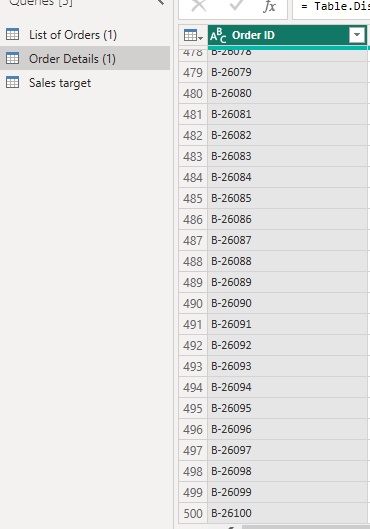 Queries [3]
List of Orders (1)
Order Details (1)
Sales target
fx
= Table.Dis
ABC Order ID
478 B-26078
479 B-26079
480 B-26080
481 B-26081
482 B-26082
483 B-26083
484 B-26084
485 B-26085
486 B-26086
487 B-26087
488 B-26088
489 B-26089
490 B-26090
491 B-26091
492 B-26092
493 B-26093
494 B-26094
495 B-26095
496 B-26096
497 B-26097
498 B-26098
499 B-26099
500 B-26100